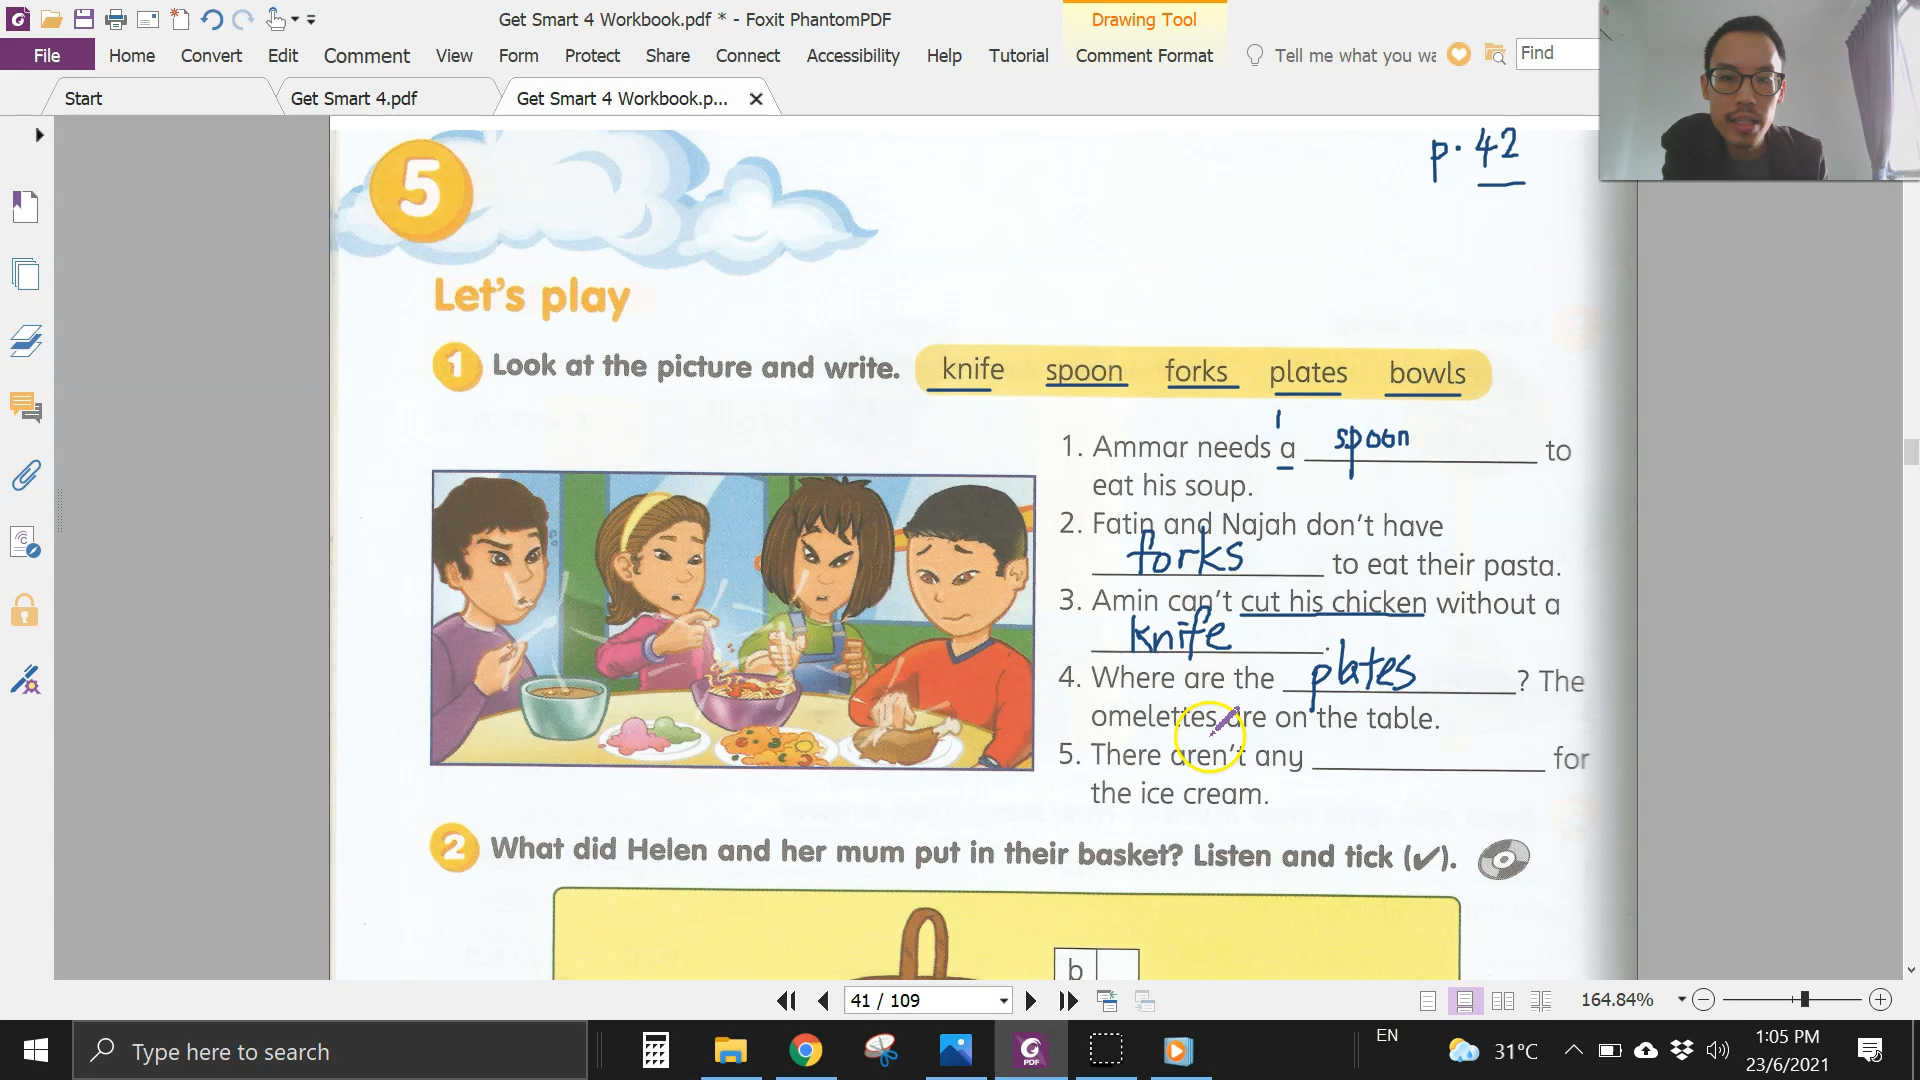 Get Smart 4 Workbook.pdf * - Foxit PhantomPDF
Drawing Tool
File Home Convert Edit Comment View Form Protect Share Connect Accessibility Help Tutorial Comment Format Tell me what you wa Find
Start Get Smart 4.pdf Get Smart 4 Workbook.p...
p. 42
5
Let's play
1 Look at the picture and write. knife spoon forks plates bowls
1. Ammar needs a spoon to
eat his soup.
2. Fatin and Najah don't have
forks to eat their pasta.
3. Amin can't cut his chicken without a
knife.
4. Where are the plates? The
omelettes are on the table.
5. There aren't any ____ for
the ice cream.
2 What did Helen and her mum put in their basket? Listen and tick (✔).
b
41 / 109
164.84%
Type here to search
PDF
EN
31°C
1:05 PM
23/6/2021